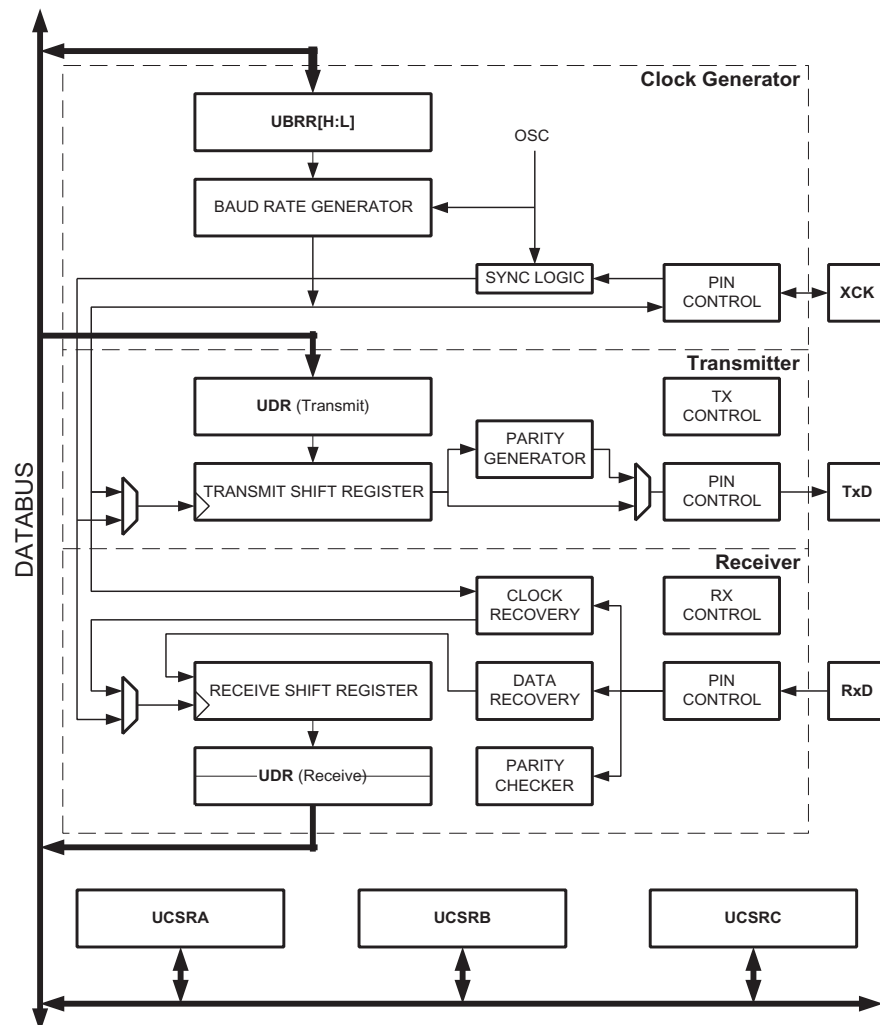 Clock Generator
UBRR[H:L]
OSC
BAUD RATE GENERATOR
SYNC LOGIC
PIN
CONTROL
XCK
Transmitter
UDR (Transmit)
TX
CONTROL
PARITY
GENERATOR
TRANSMIT SHIFT REGISTER
PIN
CONTROL
TxD
DATABUS
Receiver
CLOCK
RECOVERY
RX
CONTROL
RECEIVE SHIFT REGISTER
DATA
RECOVERY
PIN
CONTROL
RxD
UDR (Receive)
PARITY
CHECKER
UCSRA
UCSRB
UCSRC